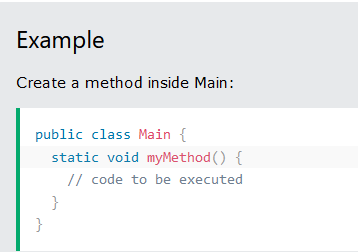 Example
Create a method inside Main:
public class Main {
  static void myMethod() {
    // code to be executed
  }
}